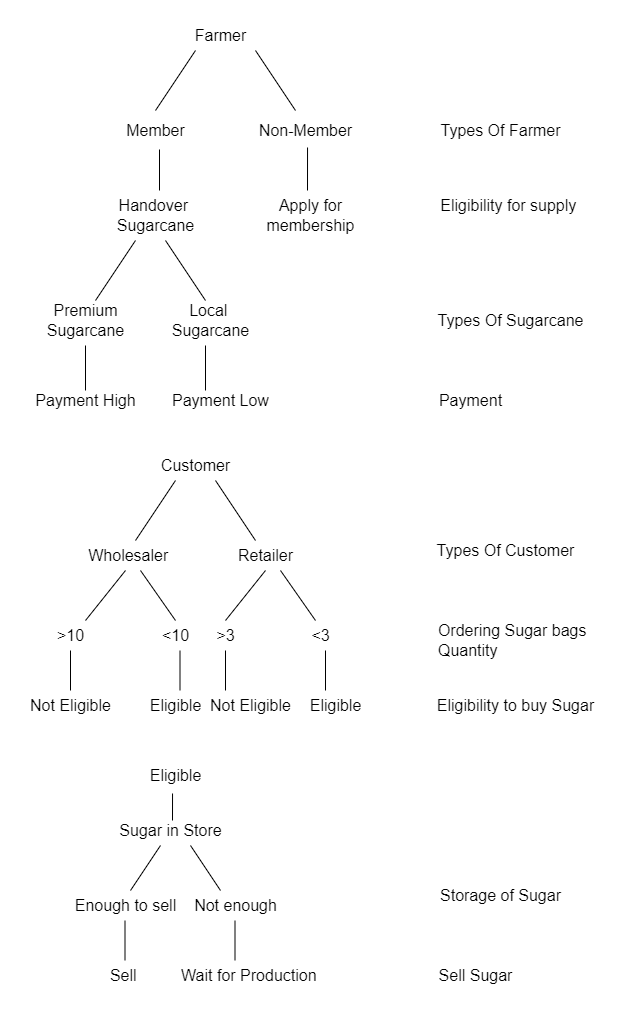 Farmer
Member
Non-Member
Types Of Farmer
Handover
Sugarcane
Apply for
membership
Eligibility for supply
Premium
Sugarcane
Local
Sugarcane
Types Of Sugarcane
Payment High
Payment Low
Payment
Customer
Wholesaler
Retailer
Types Of Customer
>10
<10
>3
<3
Ordering Sugar bags
Quantity
Not Eligible
Eligible
Not Eligible
Eligible
Eligibility to buy Sugar
Eligible
Sugar in Store
Enough to sell
Not enough
Storage of Sugar
Sell
Wait for Production
Sell Sugar